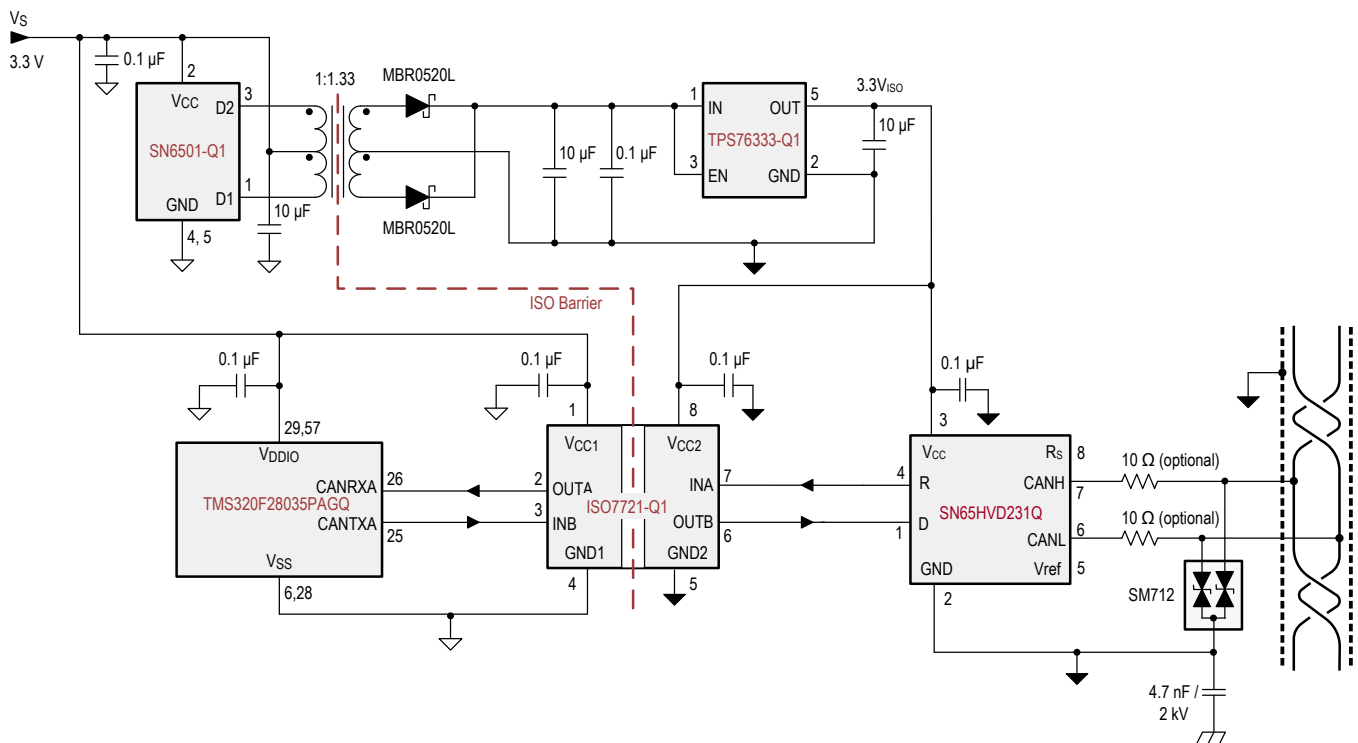 VS
3.3 V
0.1 µF
2
VCC
D2
3
SN6501-Q1
D1
1
GND
4, 5
10 µF
1:1.33
MBR0520L
MBR0520L
10 µF
0.1 µF
1
IN
OUT
5
TPS76333-Q1
3
EN
GND
2
3.3VISO
10 µF
ISO Barrier
0.1 µF
0.1 µF
0.1 µF
0.1 µF
29,57
VDDIO
CANRXA
26
TMS320F28035PAGQ
CANTXA
25
VSS
6,28
1
VCC1
2
OUTA
3
INB
GND1
4
ISO7721-Q1
8
VCC2
INA
7
OUTB
6
GND2
5
3
VCC
RS
8
4
R
CANH
7
SN65HVD231Q
1
D
CANL
6
GND
Vref
5
2
10 Ω (optional)
10 Ω (optional)
SM712
4.7 nF /
2 kV